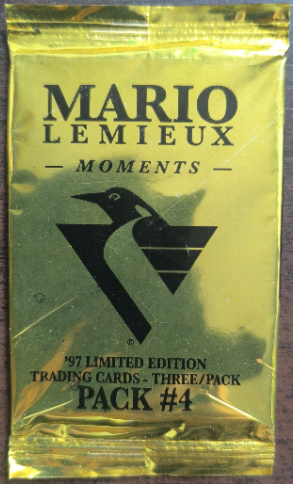 MARIO
LEMIEUX
— MOMENTS —
®
'97 LIMITED EDITION
TRADING CARDS - THREE/PACK
PACK #4